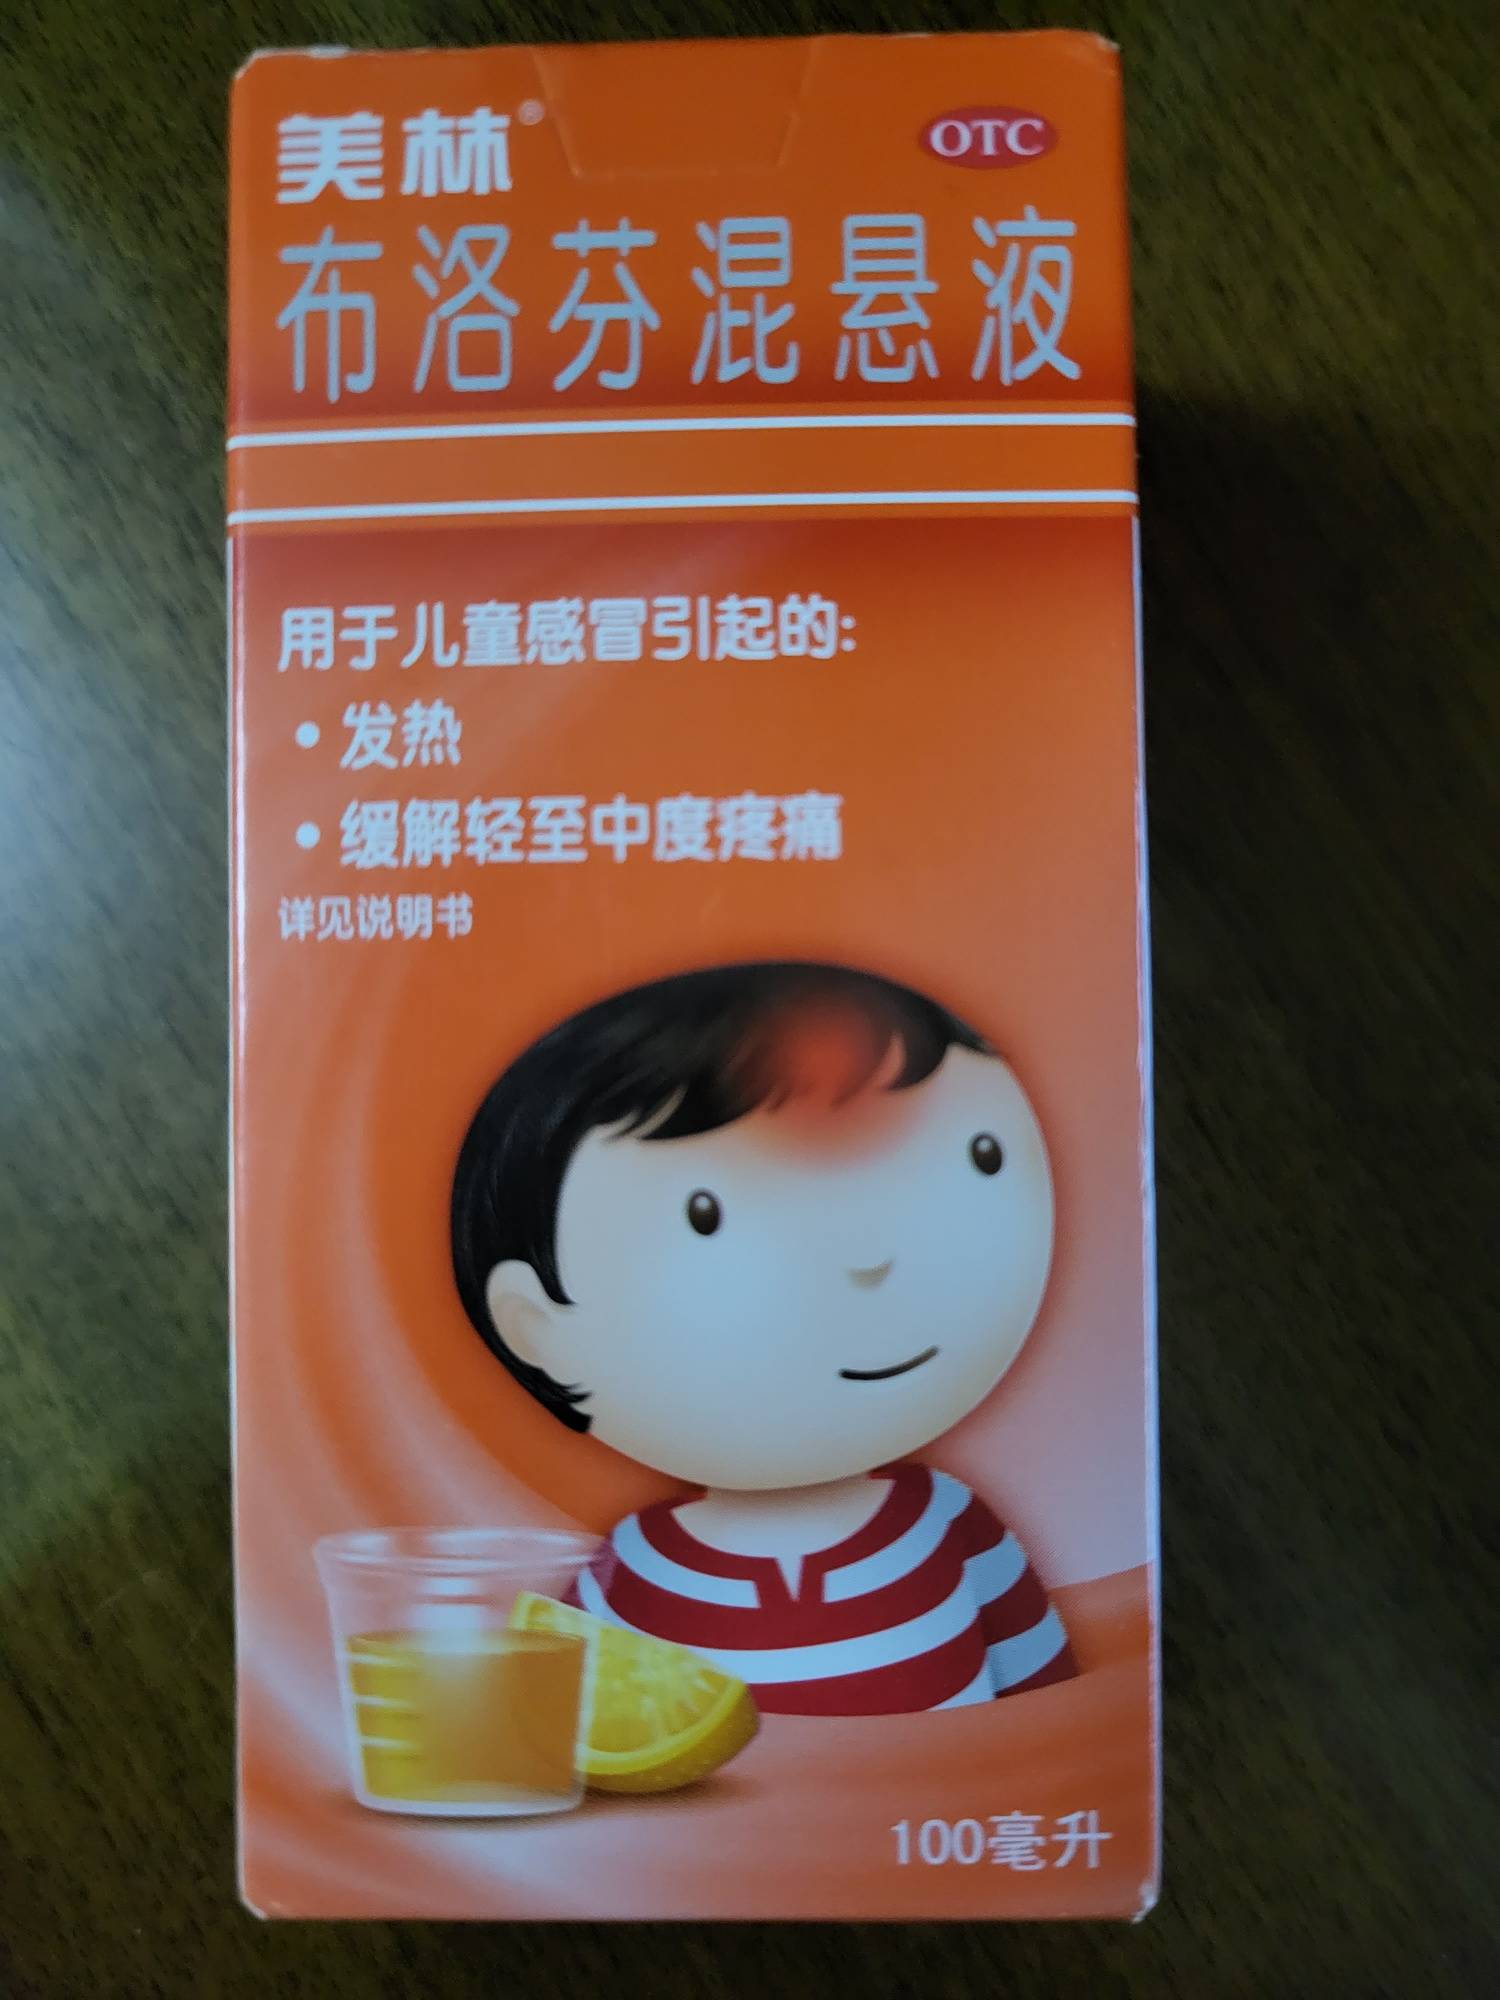 美林®
OTC
布洛芬混悬液
用于儿童感冒引起的:
• 发热
• 缓解轻至中度疼痛
详见说明书
100毫升